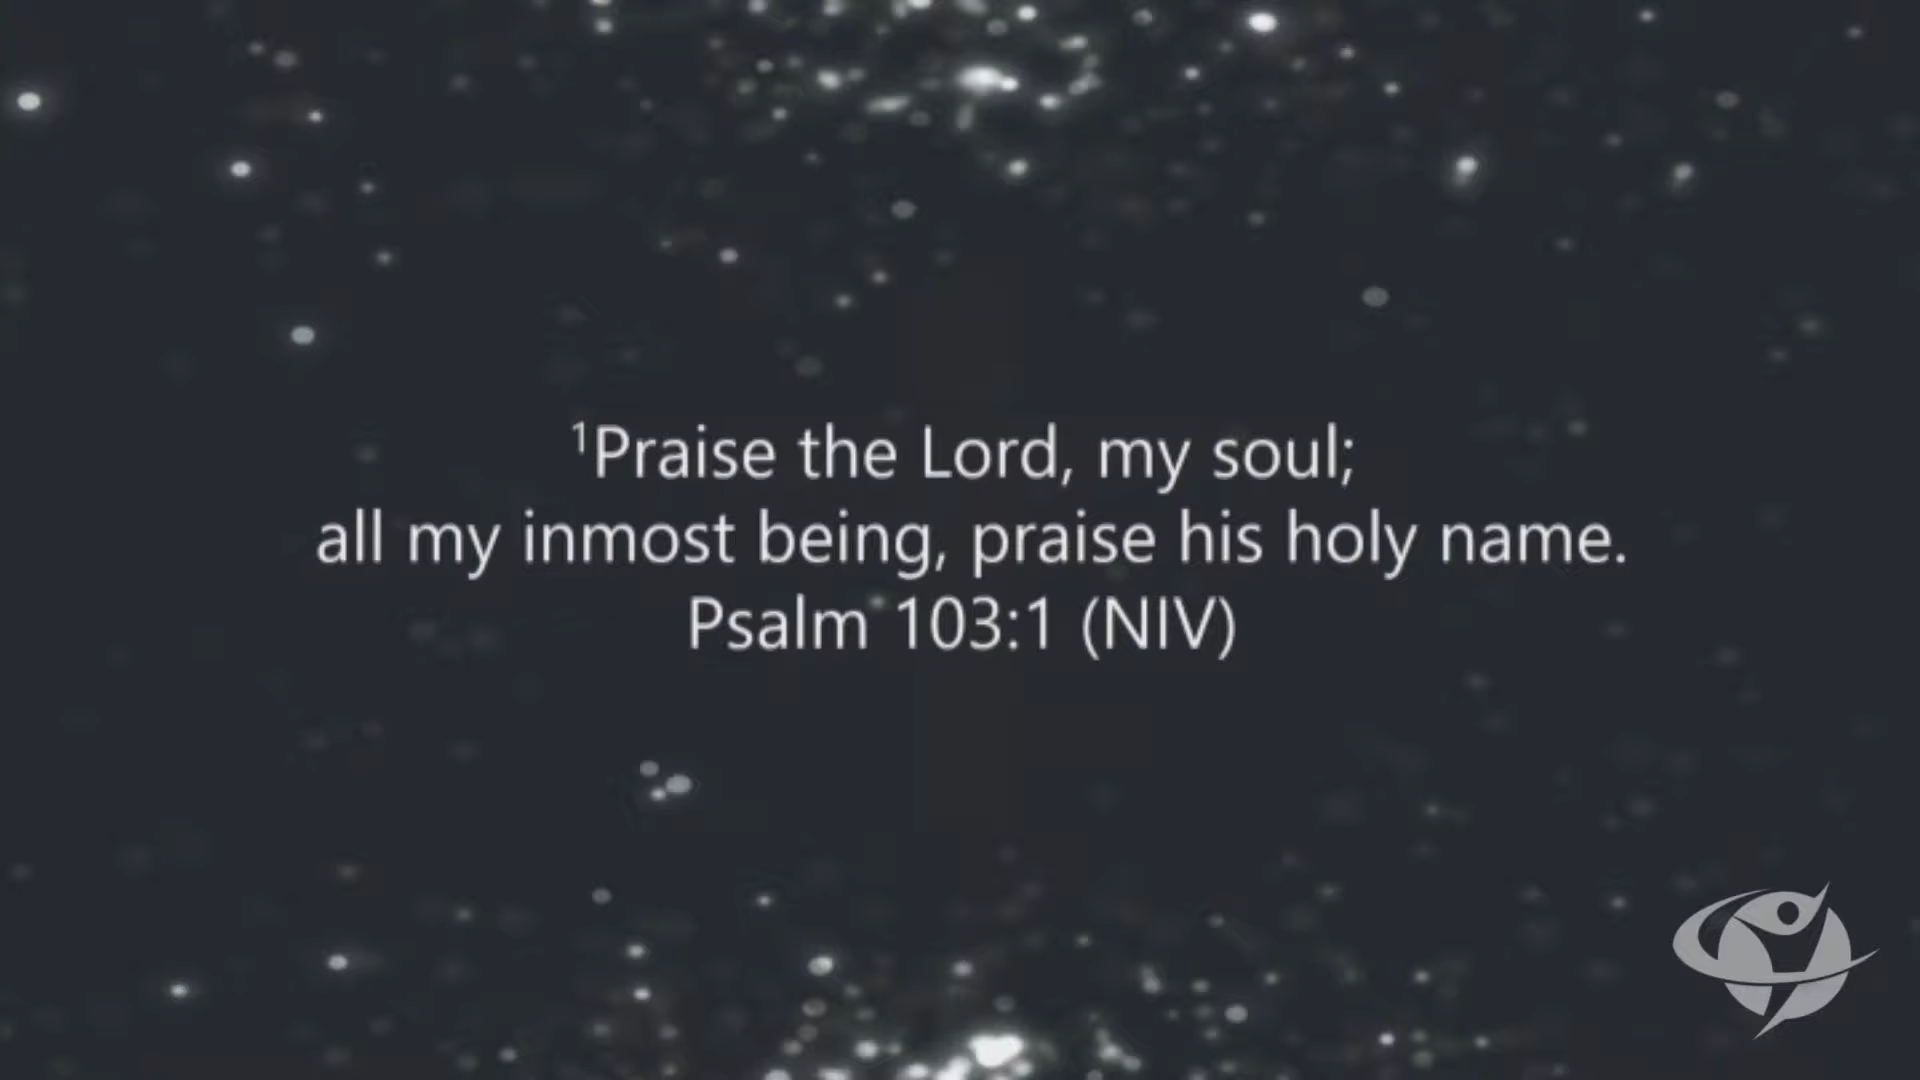 ¹Praise the Lord, my soul;
all my inmost being, praise his holy name.
Psalm 103:1 (NIV)